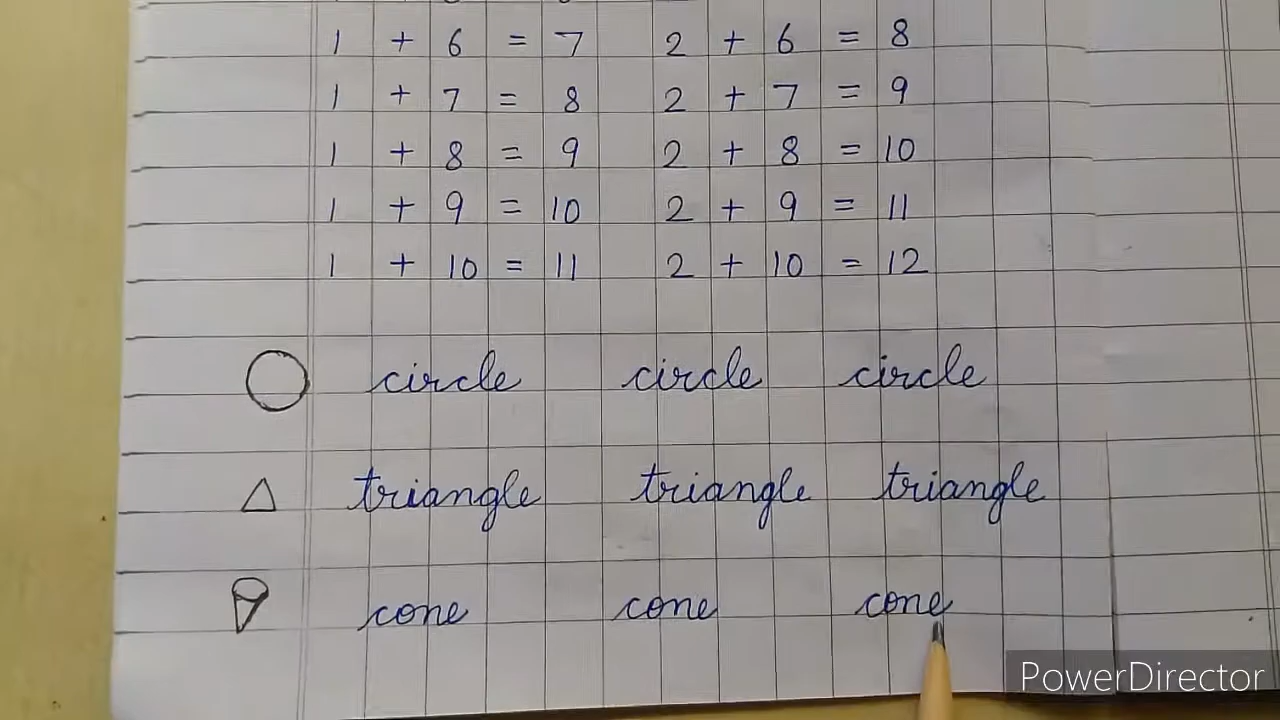 1 + 6 = 7 2 + 6 = 8
1 + 7 = 8 2 + 7 = 9
1 + 8 = 9 2 + 8 = 10
1 + 9 = 10 2 + 9 = 11
1 + 10 = 11 2 + 10 = 12
circle circle circle
triangle triangle triangle
cone cone cone
PowerDirector